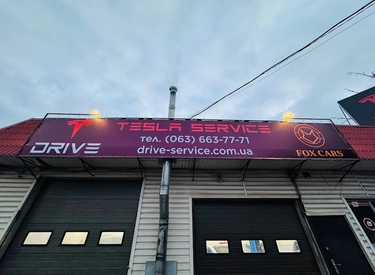 TESLA SERVICE
тел. (063) 663-77-71
drive-service.com.ua
DRIVE
FOX CARS